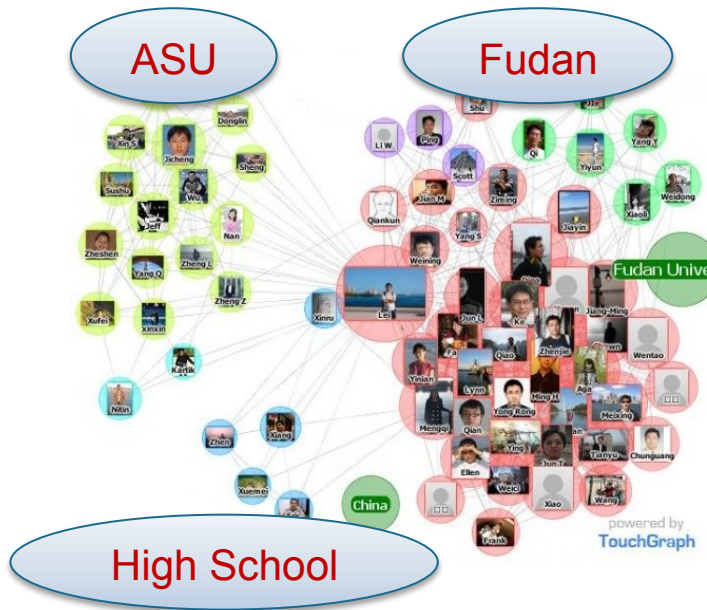 ASU
Fudan
Donglin
Shu
Xin S
Jicheng
Li W
Ping
Qi
Yang Y
Sheng
Scott
Yiyun
Sushu
Wu
Jian M
Ziming
Weidong
Qiankun
Xiaoli
Jeff
Nan
Yang S
Jiayin
Zheshen
Weining
Zheng L
Yang Q
Fudan Unive
Zheng Z
Lei
Jun L
Jiang-Ming
Xufei
Xinxin
Xinru
Ke
Qiao
Zhenjie
Wentao
Kartik
Yinian
Lynn
Nitin
Ming H
Yong Rong
Meixing
Mengqi
Qian
Zhen
Xiang
Ying
Tianyu
Chunguang
Ellen
Jun T
Xuemei
Weici
China
Xiao
Wang
Frank
powered by
TouchGraph
High School